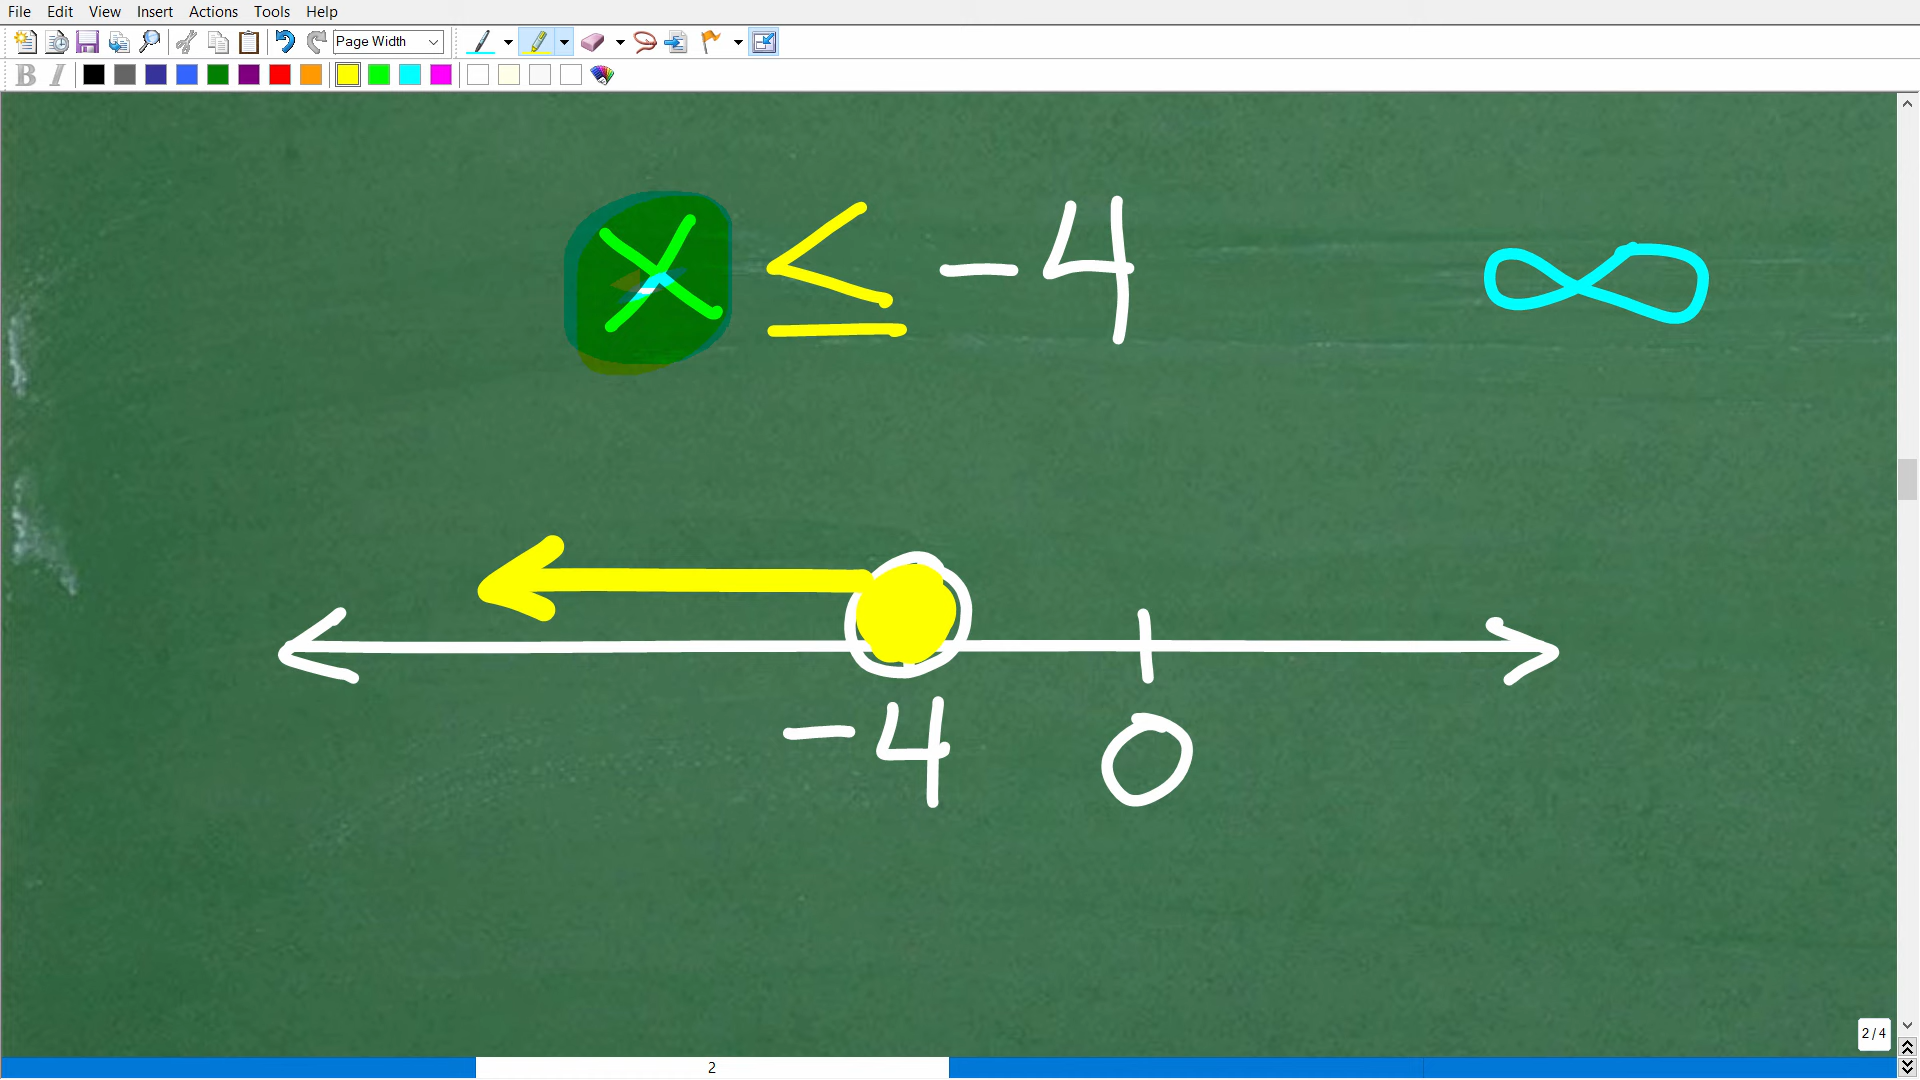 File Edit View Insert Actions Tools Help
Page Width
B I
x ≤ -4 ∞
-4 0
2 / 4
2